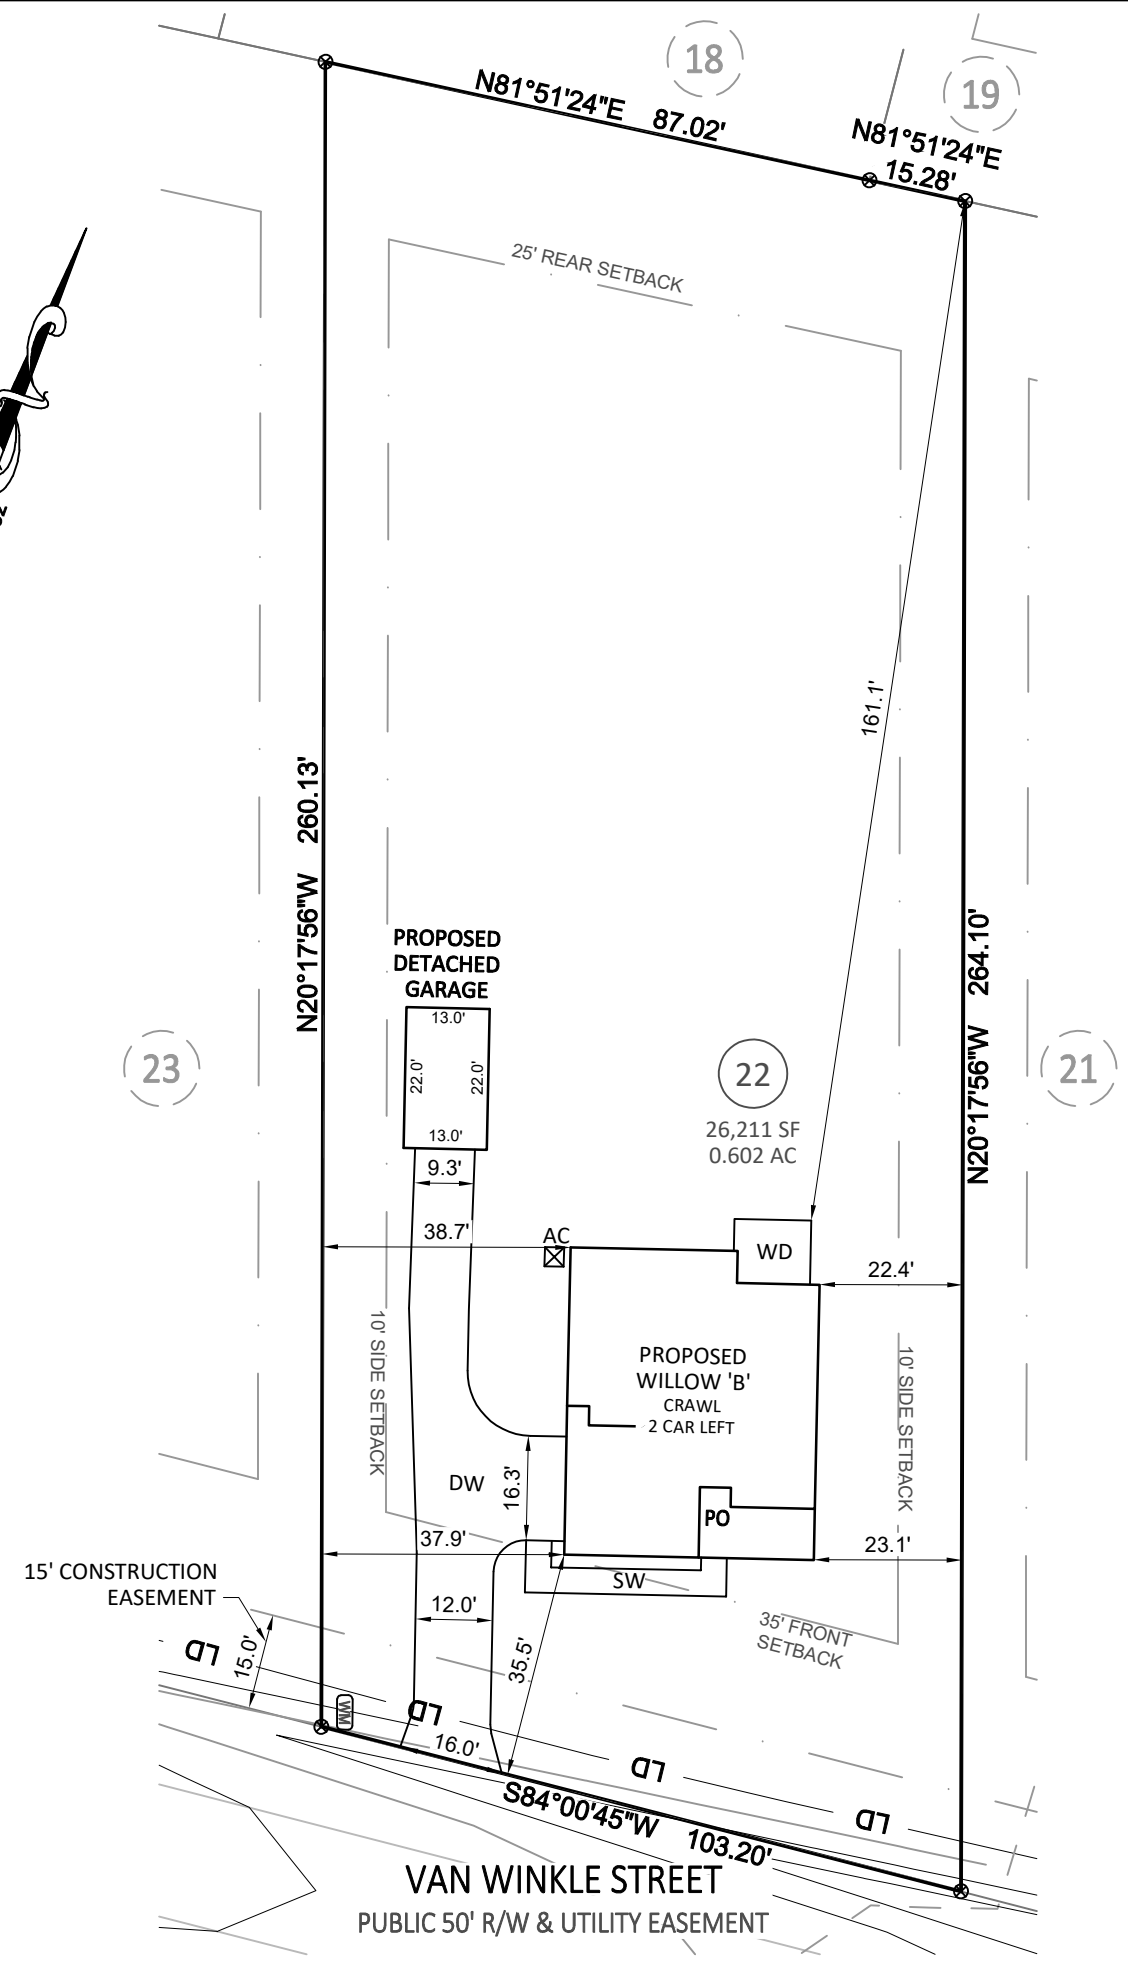 18
19
N81°51'24"E 87.02'
N81°51'24"E
15.28'
25' REAR SETBACK
161.1'
N20°17'56"W 260.13'
N20°17'56"W 264.10'
PROPOSED
DETACHED
GARAGE
13.0'
22.0'
22.0'
13.0'
9.3'
23
22
26,211 SF
0.602 AC
21
38.7'
AC
WD
22.4'
10' SIDE SETBACK
PROPOSED
WILLOW 'B'
CRAWL
2 CAR LEFT
10' SIDE SETBACK
DW
16.3'
PO
37.9'
23.1'
SW
15' CONSTRUCTION
EASEMENT
12.0'
35' FRONT
SETBACK
15.0'
35.5'
LD
WM
LD
16.0'
LD
LD
S84°00'45"W 103.20'
VAN WINKLE STREET
PUBLIC 50' R/W & UTILITY EASEMENT